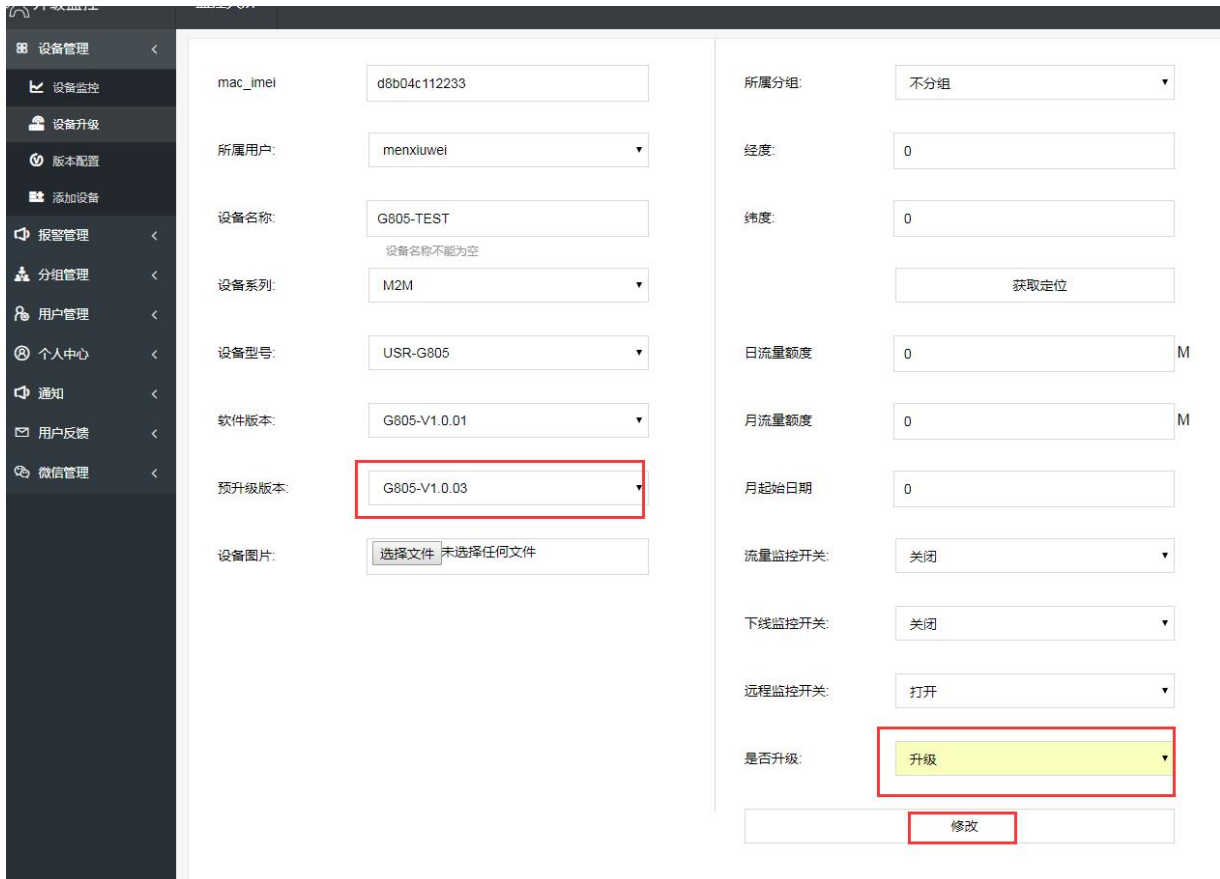 设备管理
设备监控
设备升级
版本配置
添加设备
报警管理
分组管理
用户管理
个人中心
通知
用户反馈
微信管理
mac_imei d8b04c112233
所属用户: menxiuwei
设备名称: G805-TEST
设备名称不能为空
设备系列: M2M
设备型号: USR-G805
软件版本: G805-V1.0.01
预升级版本: G805-V1.0.03
设备图片: 选择文件 未选择任何文件
所属分组: 不分组
经度: 0
纬度: 0
获取定位
日流量额度 0 M
月流量额度 0 M
月起始日期 0
流量监控开关: 关闭
下线监控开关: 关闭
远程监控开关: 打开
是否升级: 升级
修改